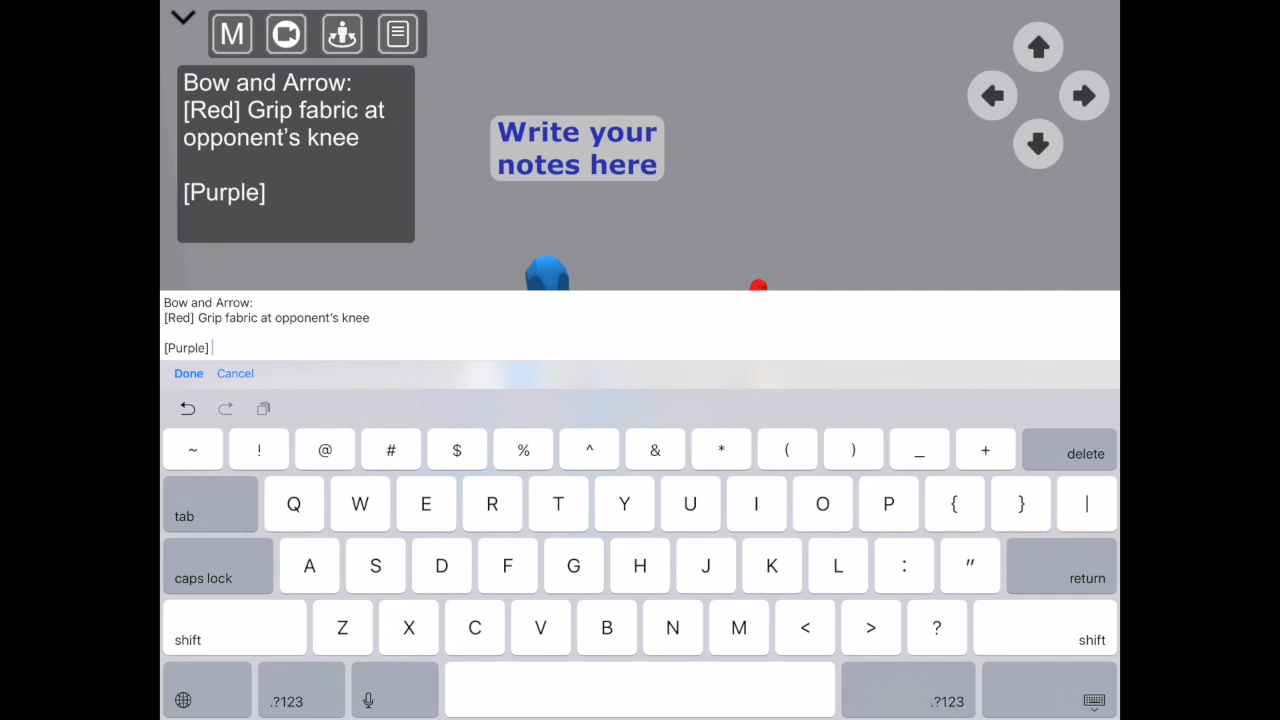 M
Bow and Arrow:
[Red] Grip fabric at
opponent’s knee
[Purple]
Write your
notes here
Bow and Arrow:
[Red] Grip fabric at opponent’s knee
[Purple]
Done Cancel
~ ! @ # $ % ^ & * ( ) _ + delete
tab Q W E R T Y U I O P { } |
caps lock A S D F G H J K L : " return
shift Z X C V B N M < > ? shift
.?123 .?123